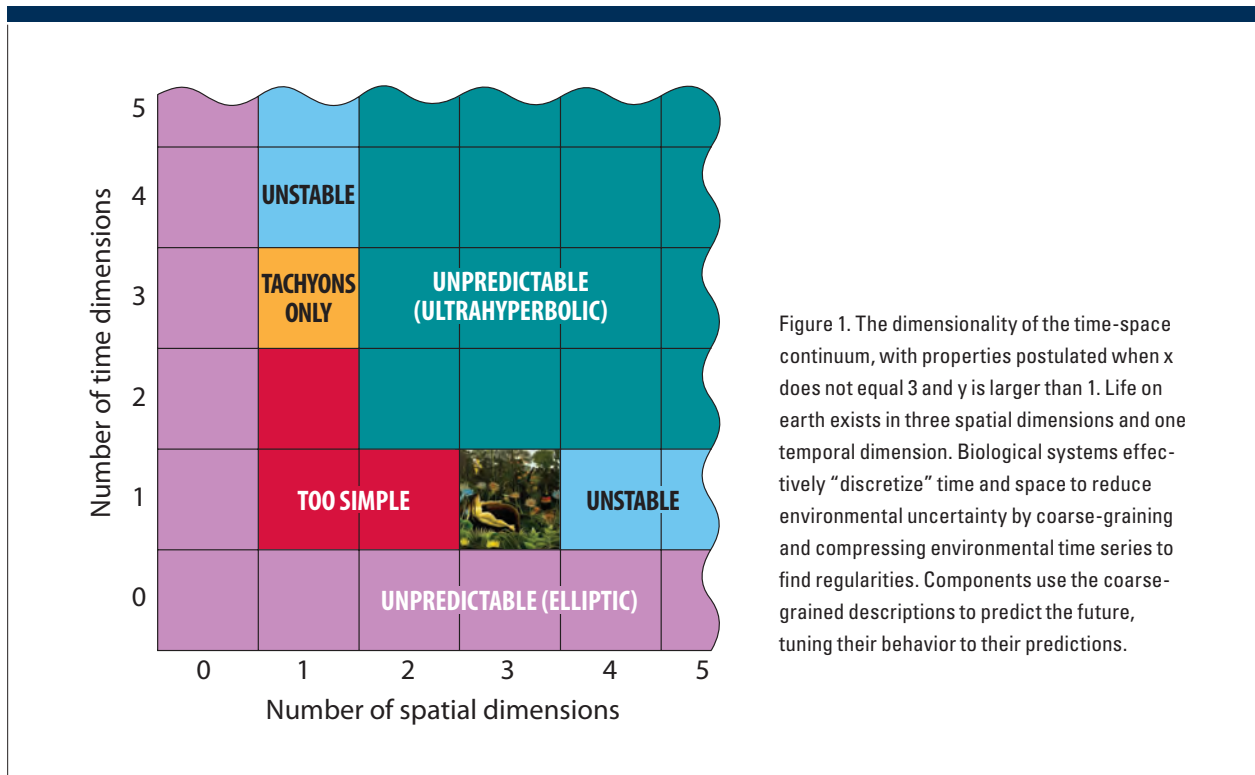 5
4
3
2
1
0
Number of time dimensions
UNSTABLE
TACHYONS
ONLY
UNPREDICTABLE
(ULTRAHYPERBOLIC)
TOO SIMPLE
UNSTABLE
UNPREDICTABLE (ELLIPTIC)
0 1 2 3 4 5
Number of spatial dimensions
Figure 1. The dimensionality of the time-space
continuum, with properties postulated when x
does not equal 3 and y is larger than 1. Life on
earth exists in three spatial dimensions and one
temporal dimension. Biological systems effec-
tively “discretize” time and space to reduce
environmental uncertainty by coarse-graining
and compressing environmental time series to
find regularities. Components use the coarse-
grained descriptions to predict the future,
tuning their behavior to their predictions.